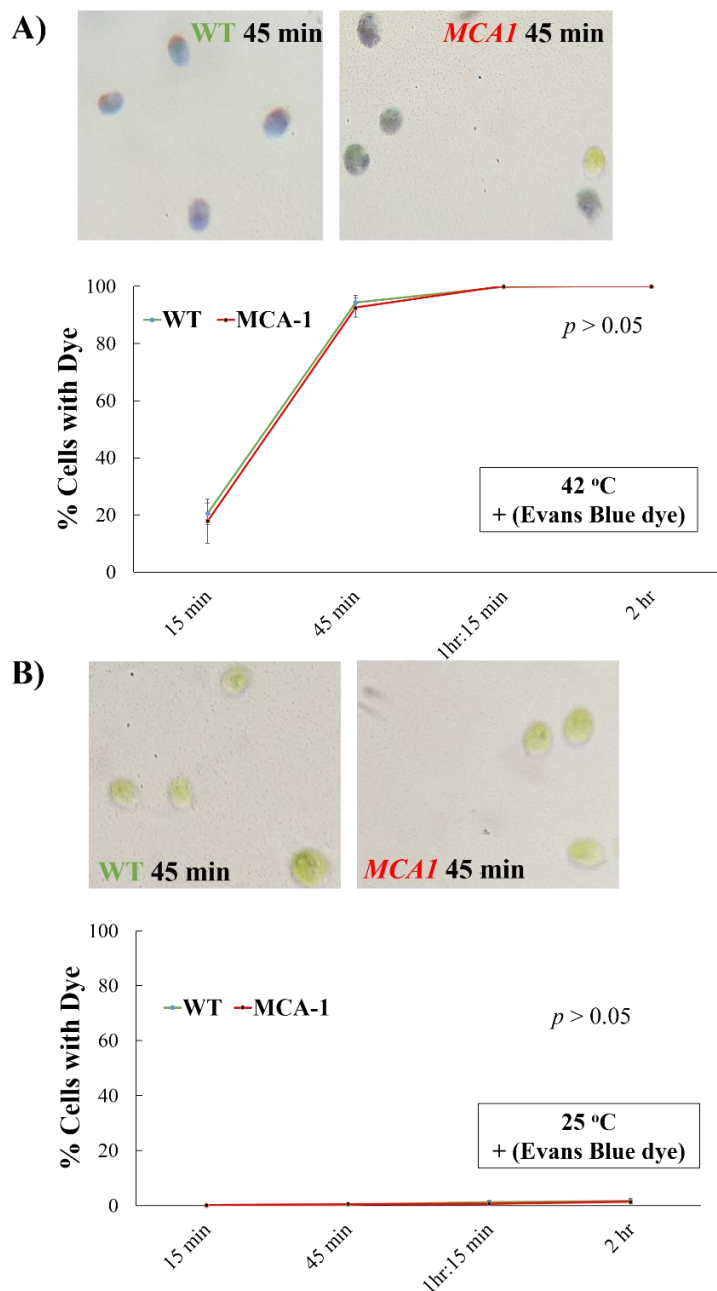 A)
WT 45 min
MCA1 45 min
100
80
60
40
20
0
% Cells with Dye
WT MCA-1
p > 0.05
42 ºC
+ (Evans Blue dye)
15 min
45 min
1hr:15 min
2 hr
B)
WT 45 min
MCA1 45 min
100
80
60
40
20
0
% Cells with Dye
WT MCA-1
p > 0.05
25 ºC
+ (Evans Blue dye)
15 min
45 min
1hr:15 min
2 hr